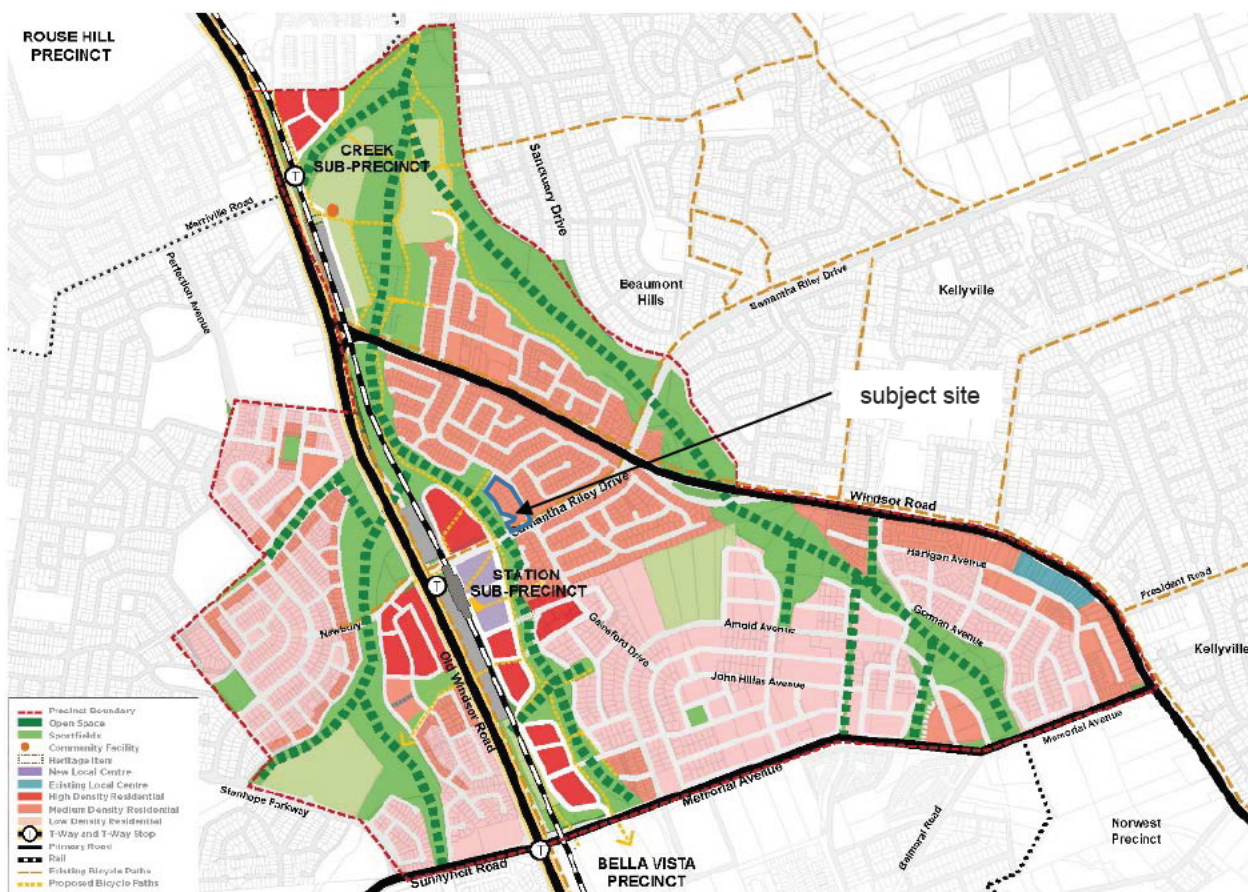 ROUSE HILL
PRECINCT
CREEK
SUB-PRECINCT
T
Merriville Road
Perfection Avenue
Sanctuary Drive
Beaumont
Hills
Samantha Riley Drive
Kellyville
subject site
Windsor Road
Samantha Riley Drive
STATION
SUB-PRECINCT
T
Newbury
Old Windsor Road
Hartigan Avenue
President Road
Gainsford Drive
Arnold Avenue
Gorman Avenue
John Hillas Avenue
Kellyville
Memorial Avenue
Memorial Avenue
Stanhope Parkway
Balmoral Road
Norwest
Precinct
T
Sunnyholt Road
BELLA VISTA
PRECINCT
Precinct Boundary
Open Space
Sportfields
Community Facility
Heritage Item
New Local Centre
Existing Local Centre
High Density Residential
Medium Density Residential
Low Density Residential
T
T-Way and T-Way Stop
Primary Road
Rail
Existing Bicycle Paths
Proposed Bicycle Paths